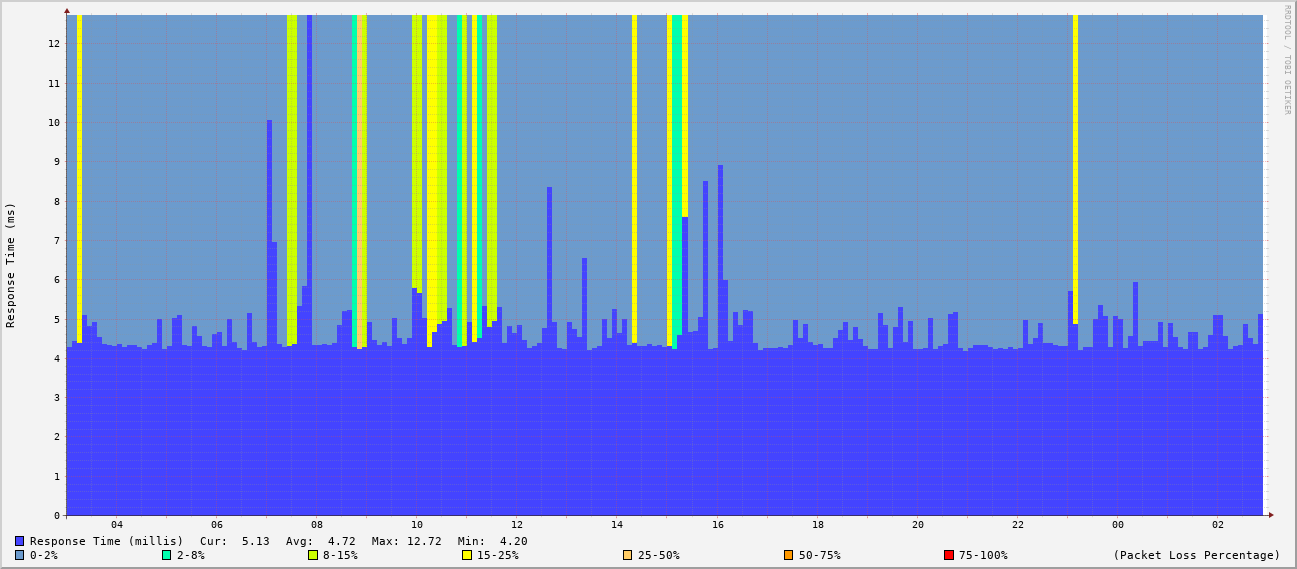 RRDTOOL / TOBI OETIKER
Response Time (ms)
12
11
10
9
8
7
6
5
4
3
2
1
0
04 06 08 10 12 14 16 18 20 22 00 02
Response Time (millis) Cur: 5.13 Avg: 4.72 Max: 12.72 Min: 4.20
0-2% 2-8% 8-15% 15-25% 25-50% 50-75% 75-100% (Packet Loss Percentage)